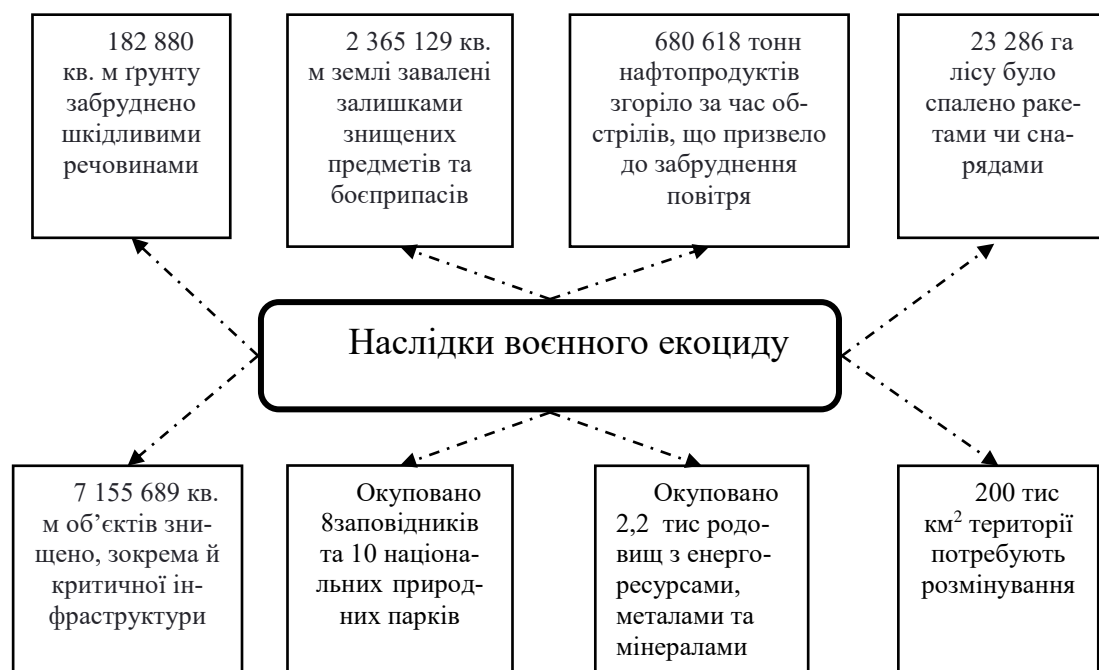 182 880
кв. м ґрунту
забруднено
шкідливими
речовинами
2 365 129 кв.
м землі завалені
залишками
знищених
предметів та
боєприпасів
680 618 тонн
нафтопродуктів
згоріло за час об-
стрілів, що призвело
до забруднення
повітря
23 286 га
лісу було
спалено раке-
тами чи сна-
рядами
Наслідки воєнного екоциду
7 155 689 кв.
м об’єктів зни-
щено, зокрема й
критичної ін-
фраструктури
Окуповано
8заповідників
та 10 націона-
льних природ-
них парків
Окуповано
2,2 тис родо-
вищ з енерго-
ресурсами,
металами та
мінералами
200 тис
км² території
потребують
розмінування